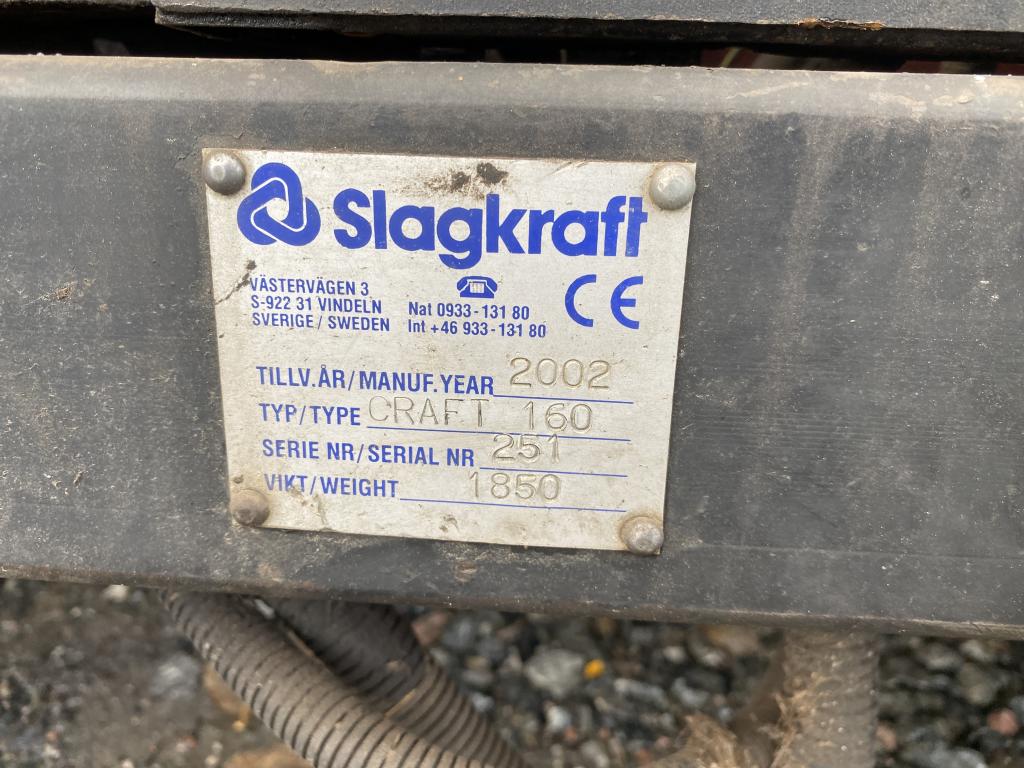 Slagkraft
VÄSTERVÄGEN 3
S-922 31 VINDELN
SVERIGE / SWEDEN
Nat 0933-131 80
Int +46 933-131 80
CE
TILLV.ÅR/MANUF.YEAR 2002
TYP/TYPE CRAFT 160
SERIE NR/SERIAL NR 251
VIKT/WEIGHT 1850